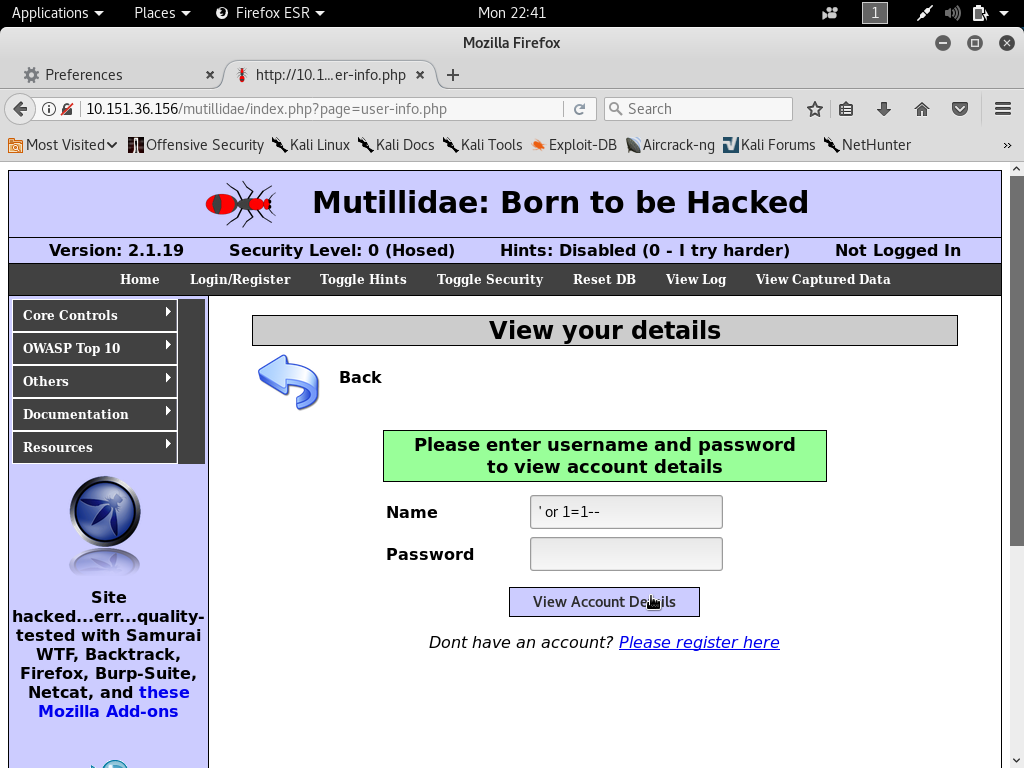 Applications Places Firefox ESR Mon 22:41 1
Mozilla Firefox
Preferences http://10.1...er-info.php
10.151.36.156/mutillidae/index.php?page=user-info.php Search
Most Visited Offensive Security Kali Linux Kali Docs Kali Tools Exploit-DB Aircrack-ng Kali Forums NetHunter »
Mutillidae: Born to be Hacked
Version: 2.1.19 Security Level: 0 (Hosed) Hints: Disabled (0 - I try harder) Not Logged In
Home Login/Register Toggle Hints Toggle Security Reset DB View Log View Captured Data
Core Controls
OWASP Top 10
Others
Documentation
Resources
Site
hacked...err...quality-
tested with Samurai
WTF, Backtrack,
Firefox, Burp-Suite,
Netcat, and these
Mozilla Add-ons
View your details
Back
Please enter username and password
to view account details
Name ' or 1=1--
Password
View Account Details
Dont have an account? Please register here